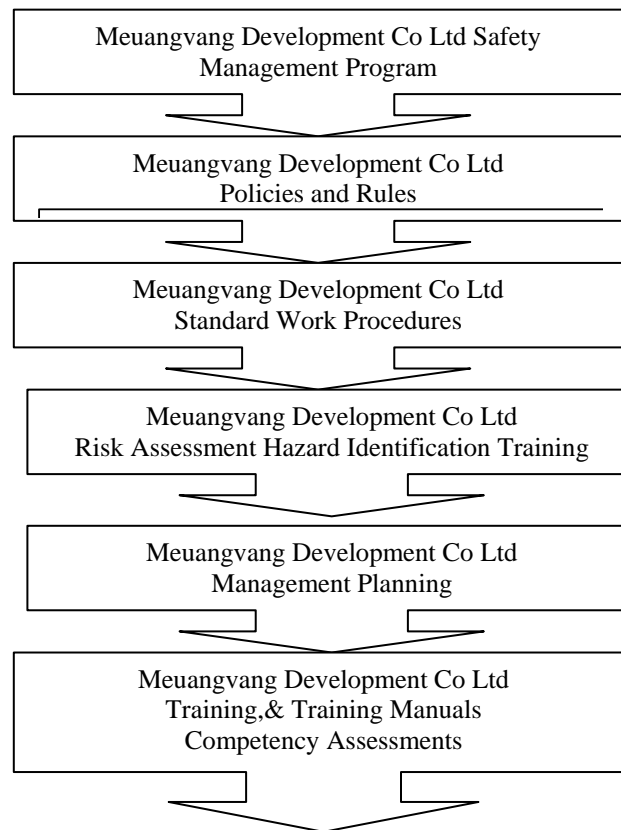 Meuangvang Development Co Ltd Safety
Management Program
Meuangvang Development Co Ltd
Policies and Rules
Meuangvang Development Co Ltd
Standard Work Procedures
Meuangvang Development Co Ltd
Risk Assessment Hazard Identification Training
Meuangvang Development Co Ltd
Management Planning
Meuangvang Development Co Ltd
Training,& Training Manuals
Competency Assessments